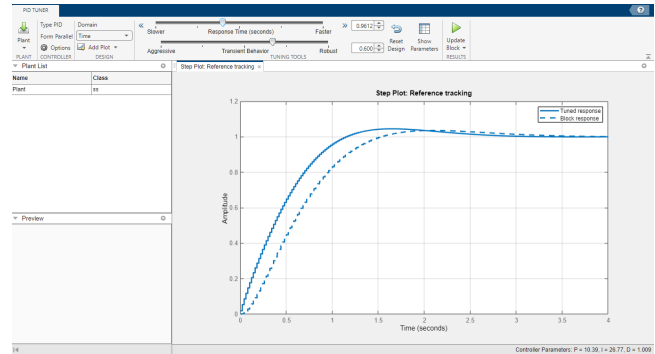 PID TUNER
Plant
PLANT
Type PID
Form Parallel
Options
CONTROLLER
Domain
Time
Add Plot
DESIGN
Slower Response Time (seconds) Faster
Aggressive Transient Behavior Robust
0.9612
0.600
TUNING TOOLS
Reset Design
Show Parameters
Update Block
RESULTS
Plant List
Name Class
Plant ss
Preview
Step Plot: Reference tracking
Step Plot: Reference tracking
Tuned response
Block response
Amplitude
1.2
1
0.8
0.6
0.4
0.2
0
0 0.5 1 1.5 2 2.5 3 3.5 4
Time (seconds)
Controller Parameters: P = 10.39, I = 26.77, D = 1.009